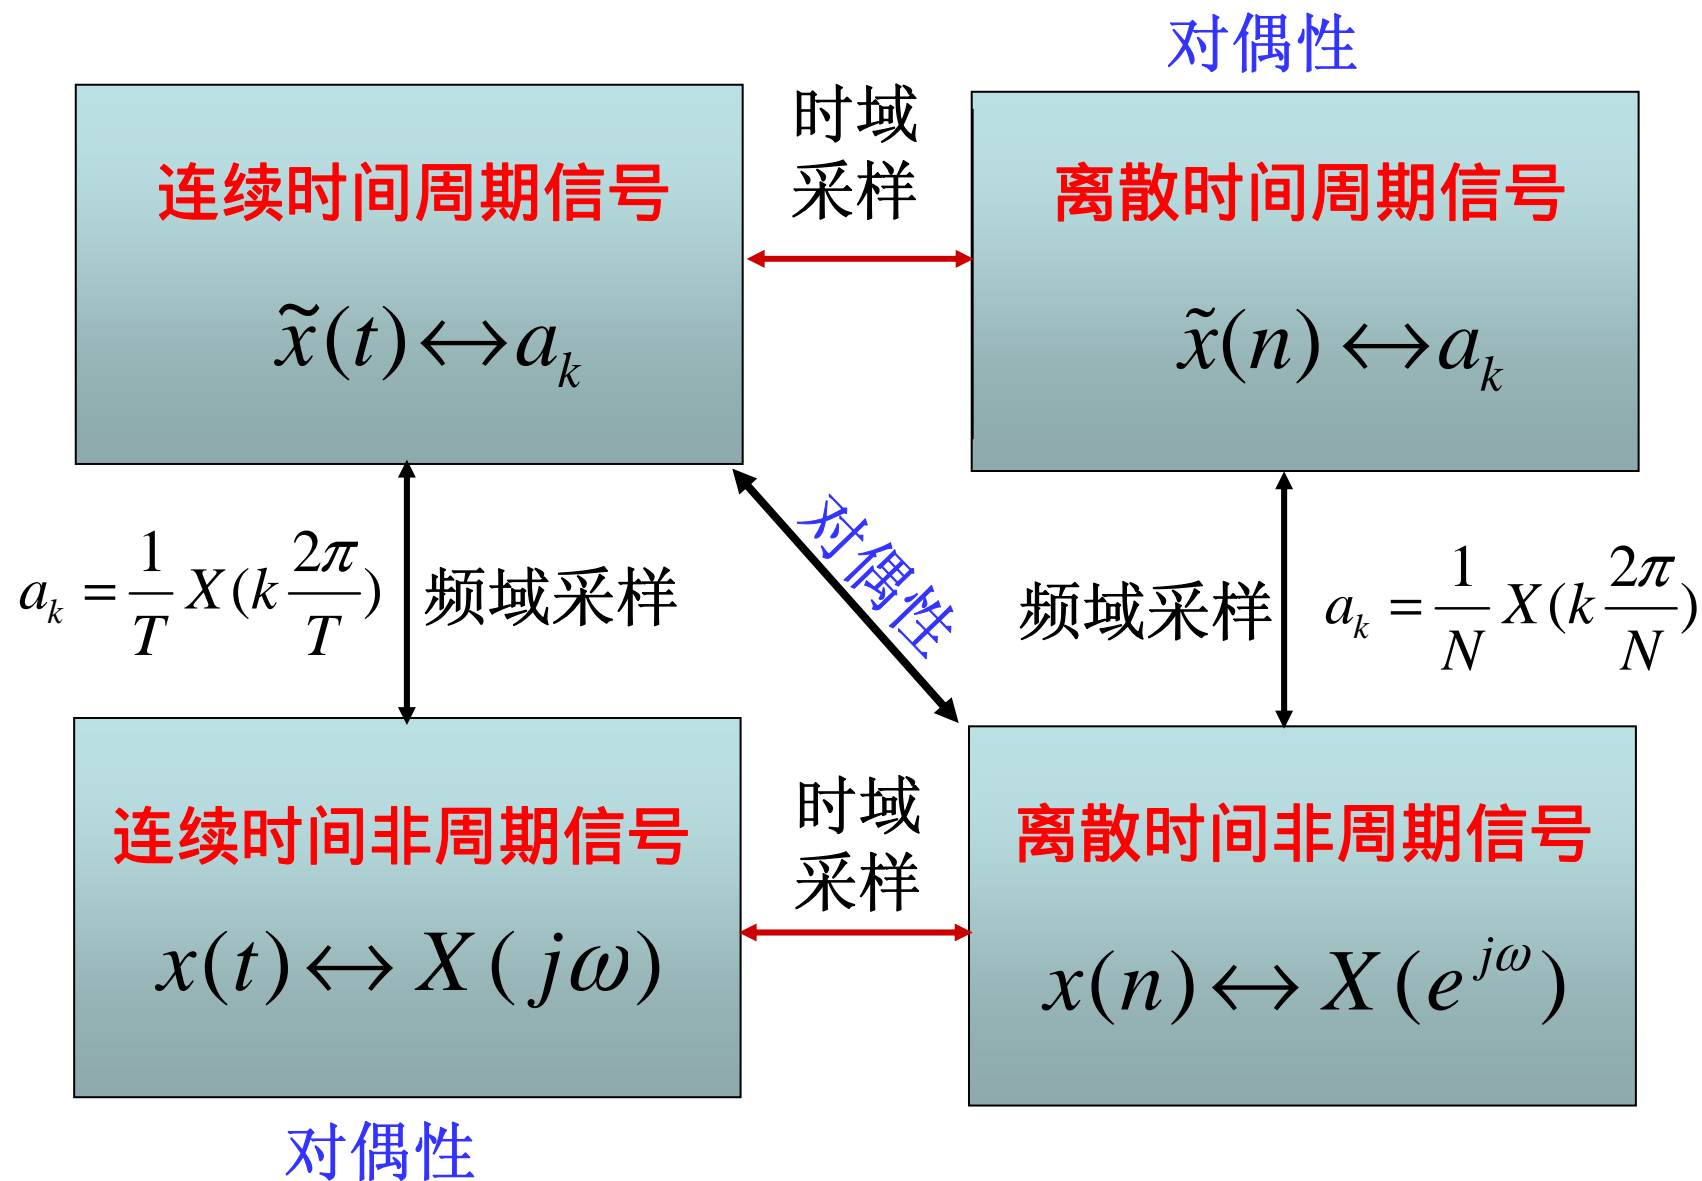 对偶性
连续时间周期信号
x̃(t)↔a_k
时域
采样
离散时间周期信号
x̃(n)↔a_k
a_k = 1/T X(k 2π/T)
频域采样
对偶性
频域采样
a_k = 1/N X(k 2π/N)
连续时间非周期信号
x(t)↔X(jω)
时域
采样
离散时间非周期信号
x(n)↔X(e^{jω})
对偶性